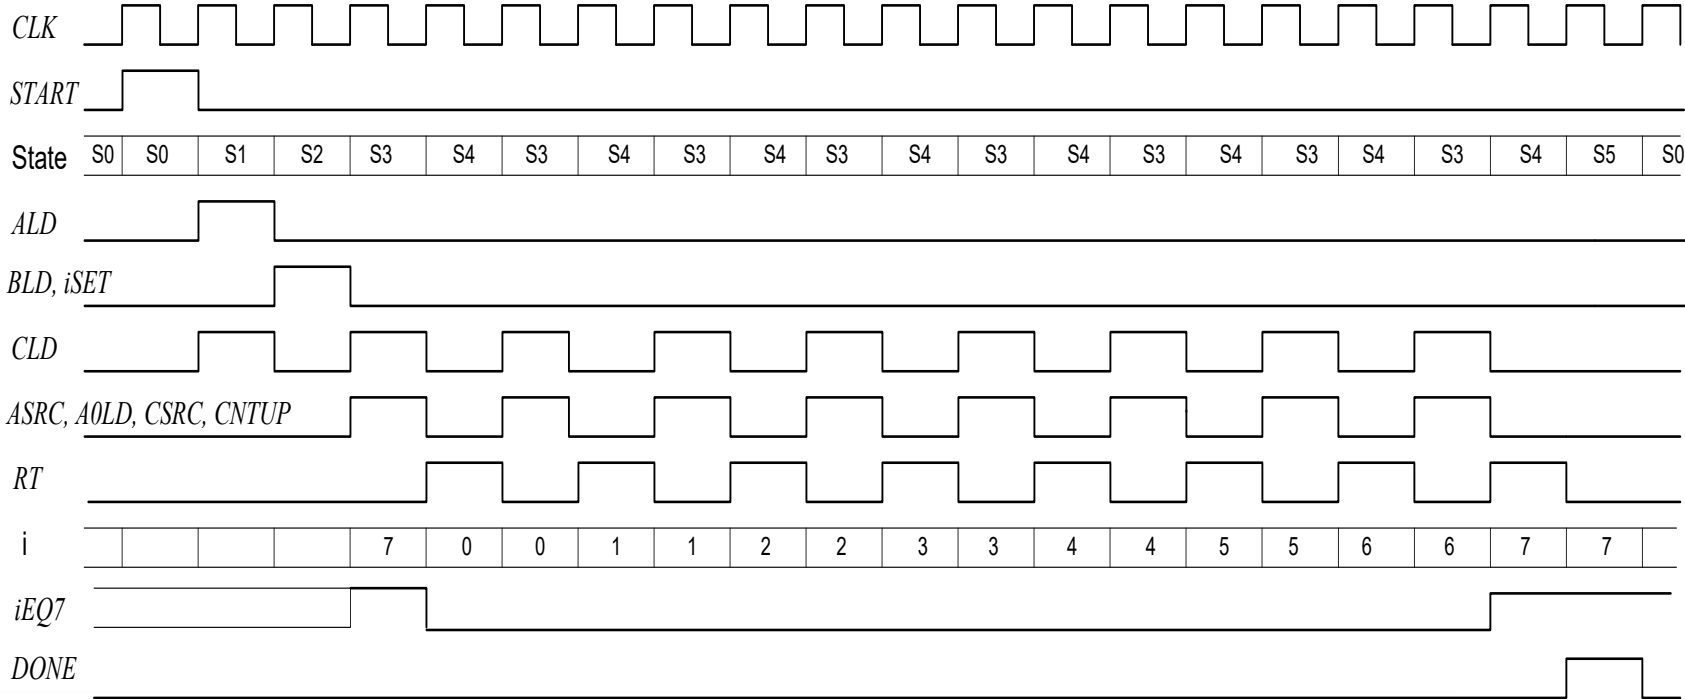 CLK
START
State S0 S0 S1 S2 S3 S4 S3 S4 S3 S4 S3 S4 S3 S4 S3 S4 S3 S4 S3 S4 S5 S0
ALD
BLD, iSET
CLD
ASRC, A0LD, CSRC, CNTUP
RT
i 7 0 0 1 1 2 2 3 3 4 4 5 5 6 6 7 7
iEQ7
DONE